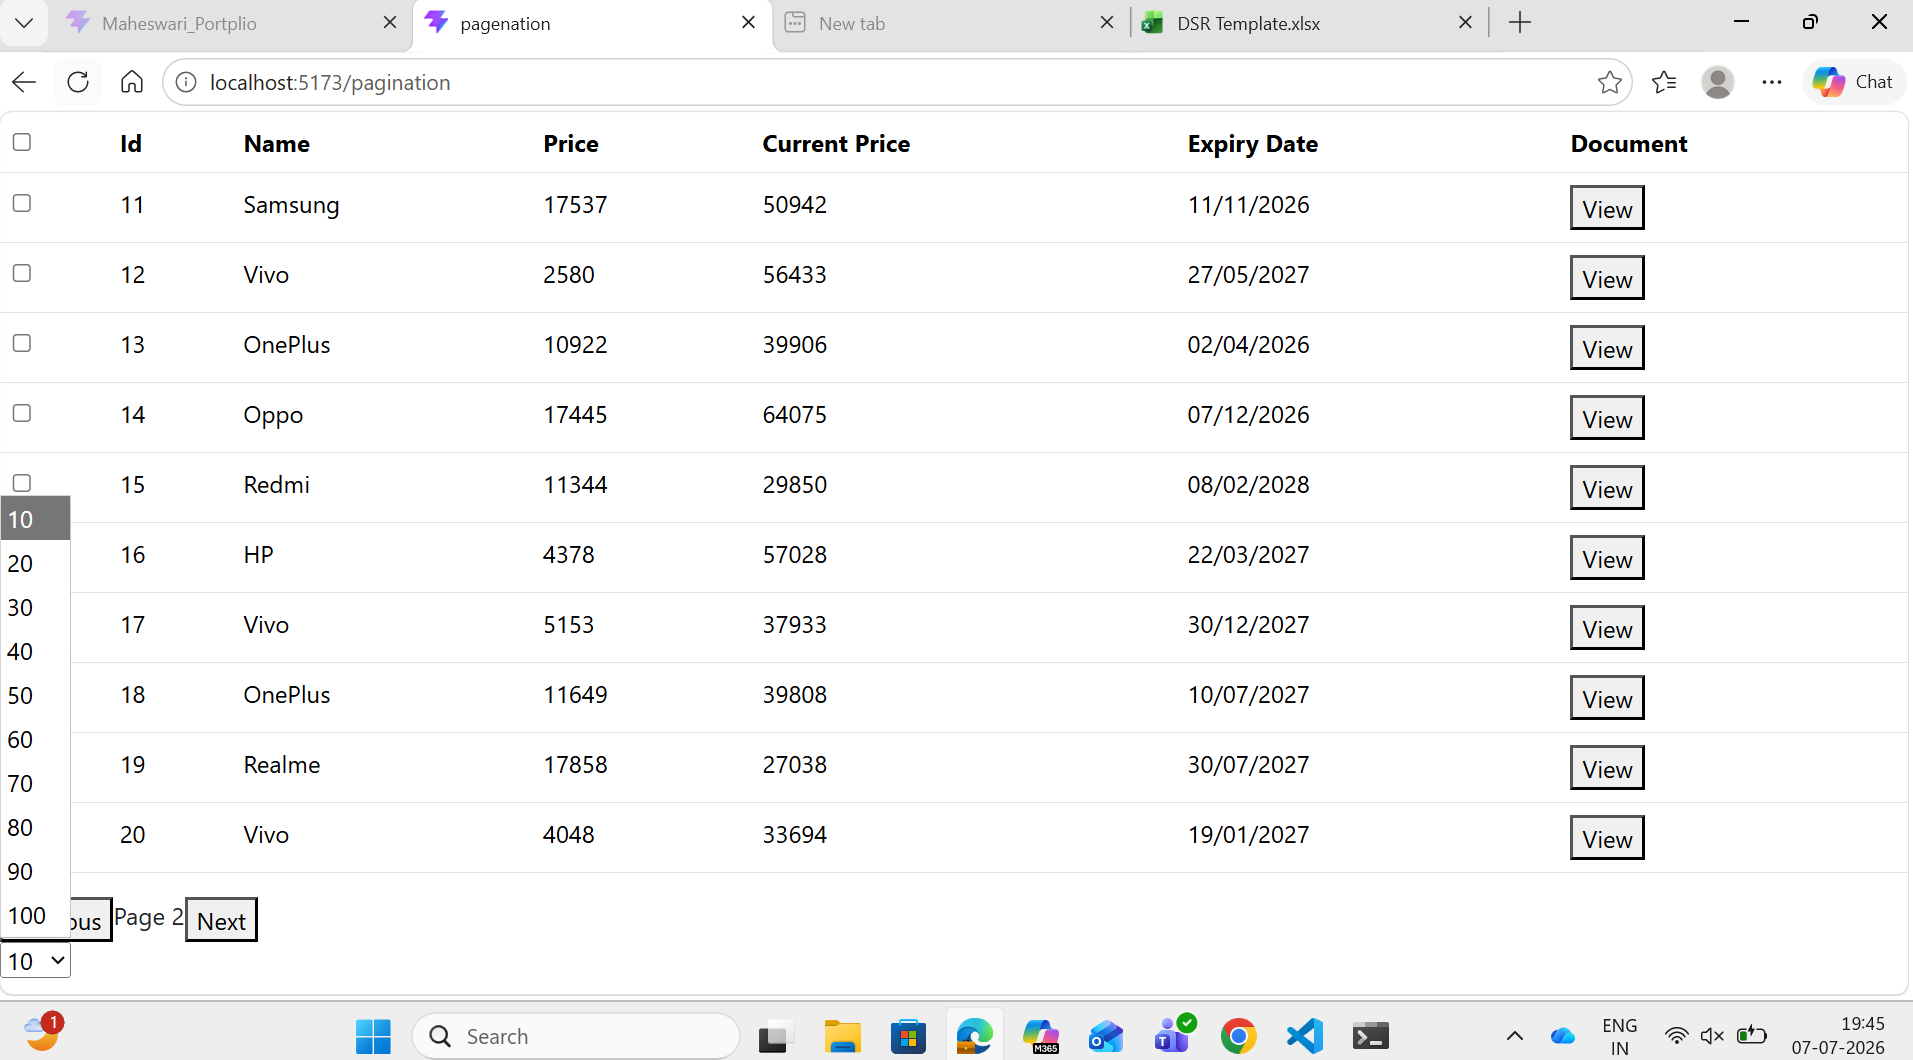 Maheswari_Portplio
pagenation
New tab
DSR Template.xlsx
localhost:5173/pagination
Chat
Id Name Price Current Price Expiry Date Document
11 Samsung 17537 50942 11/11/2026 View
12 Vivo 2580 56433 27/05/2027 View
13 OnePlus 10922 39906 02/04/2026 View
14 Oppo 17445 64075 07/12/2026 View
15 Redmi 11344 29850 08/02/2028 View
10
16 HP 4378 57028 22/03/2027 View
20
30
17 Vivo 5153 37933 30/12/2027 View
40
18 OnePlus 11649 39808 10/07/2027 View
50
60
19 Realme 17858 27038 30/07/2027 View
70
80
20 Vivo 4048 33694 19/01/2027 View
90
100
ous Page 2 Next
10
1
Search
M365
ENG
IN
19:45
07-07-2026